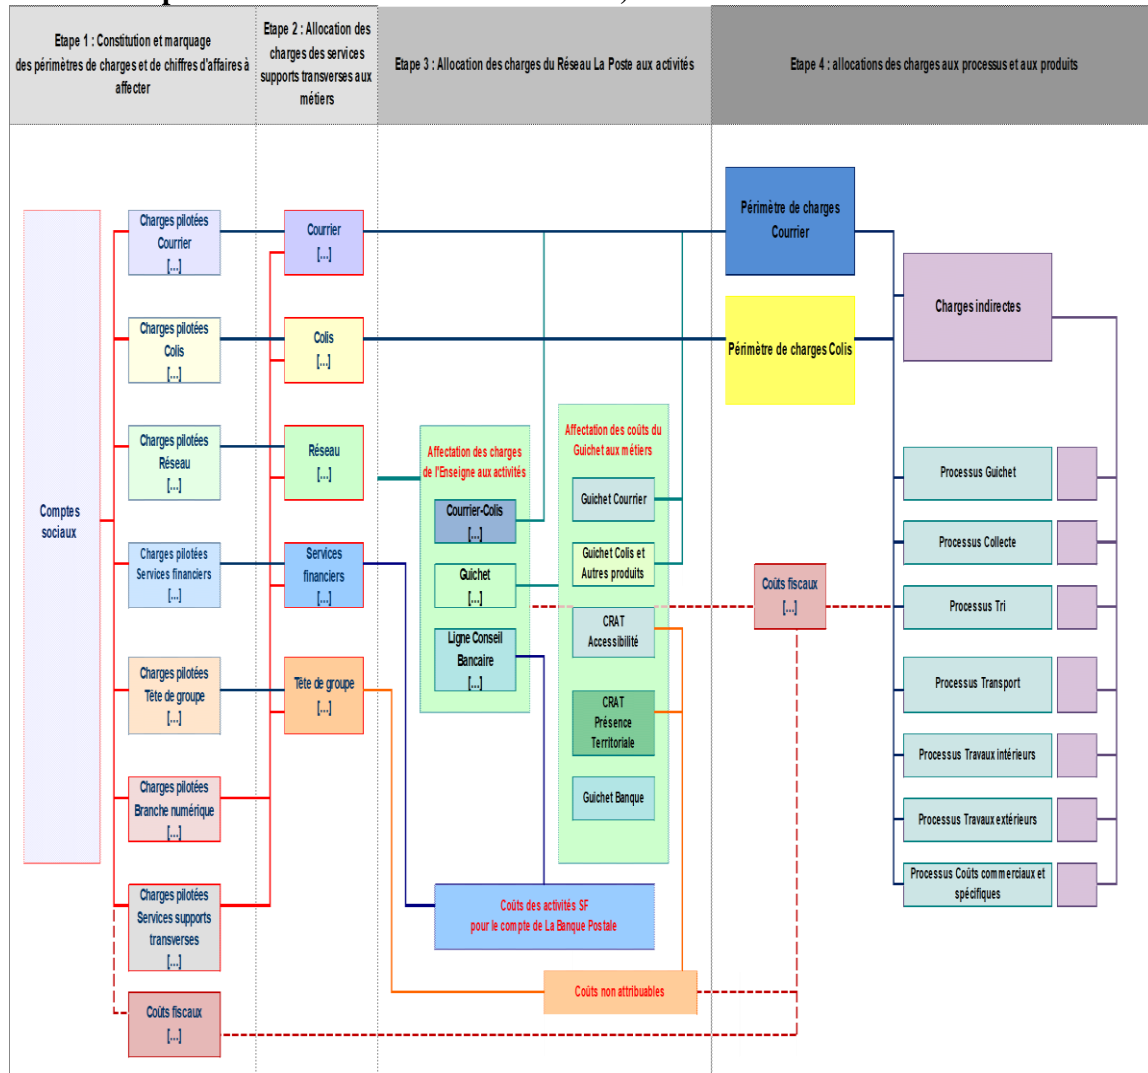 Etape 1 : Constitution et marquage
des périmètres de charges et de chiffres d'affaires à
affecter
Etape 2 : Allocation des
charges des services
supports transverses aux
métiers
Etape 3 : Allocation des charges du Réseau La Poste aux activités
Etape 4 : allocations des charges aux processus et aux produits
Comptes
sociaux
Charges pilotées
Courrier
[...]
Charges pilotées
Colis
[...]
Charges pilotées
Réseau
[...]
Charges pilotées
Services financiers
[...]
Charges pilotées
Tête de groupe
[...]
Charges pilotées
Branche numérique
[...]
Charges pilotées
Services supports
transverses
[...]
Coûts fiscaux
[...]
Courrier
[...]
Colis
[...]
Réseau
[...]
Services
financiers
[...]
Tête de groupe
[...]
Affectation des charges
de l'Enseigne aux activités
Courrier-Colis
[...]
Guichet
[...]
Ligne Conseil
Bancaire
[...]
Affectation des coûts du
Guichet aux métiers
Guichet Courrier
Guichet Colis et
Autres produits
CRAT
Accessibilité
CRAT
Présence
Territoriale
Guichet Banque
Coûts des activités SF
pour le compte de La Banque Postale
Coûts non attribuables
Périmètre de charges
Courrier
Périmètre de charges Colis
Coûts fiscaux
[...]
Charges indirectes
Processus Guichet
Processus Collecte
Processus Tri
Processus Transport
Processus Travaux intérieurs
Processus Travaux extérieurs
Processus Coûts commerciaux et
spécifiques